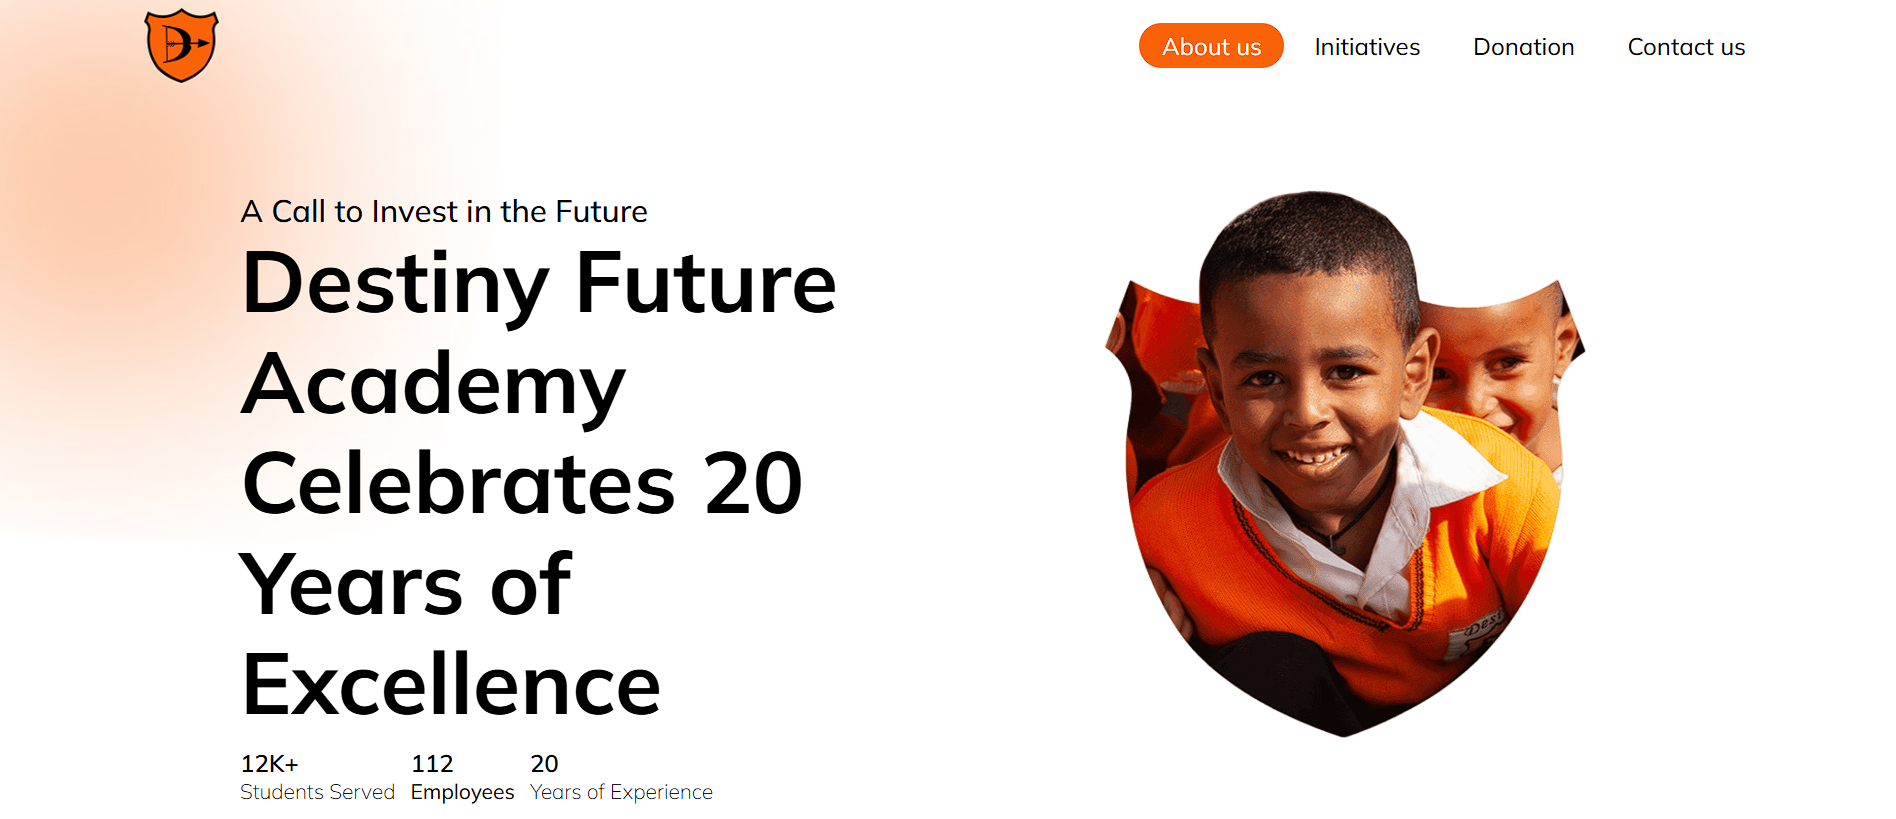 D
About us
Initiatives
Donation
Contact us
A Call to Invest in the Future
Destiny Future
Academy
Celebrates 20
Years of
Excellence
12K+
112
20
Students Served
Employees
Years of Experience
Dest